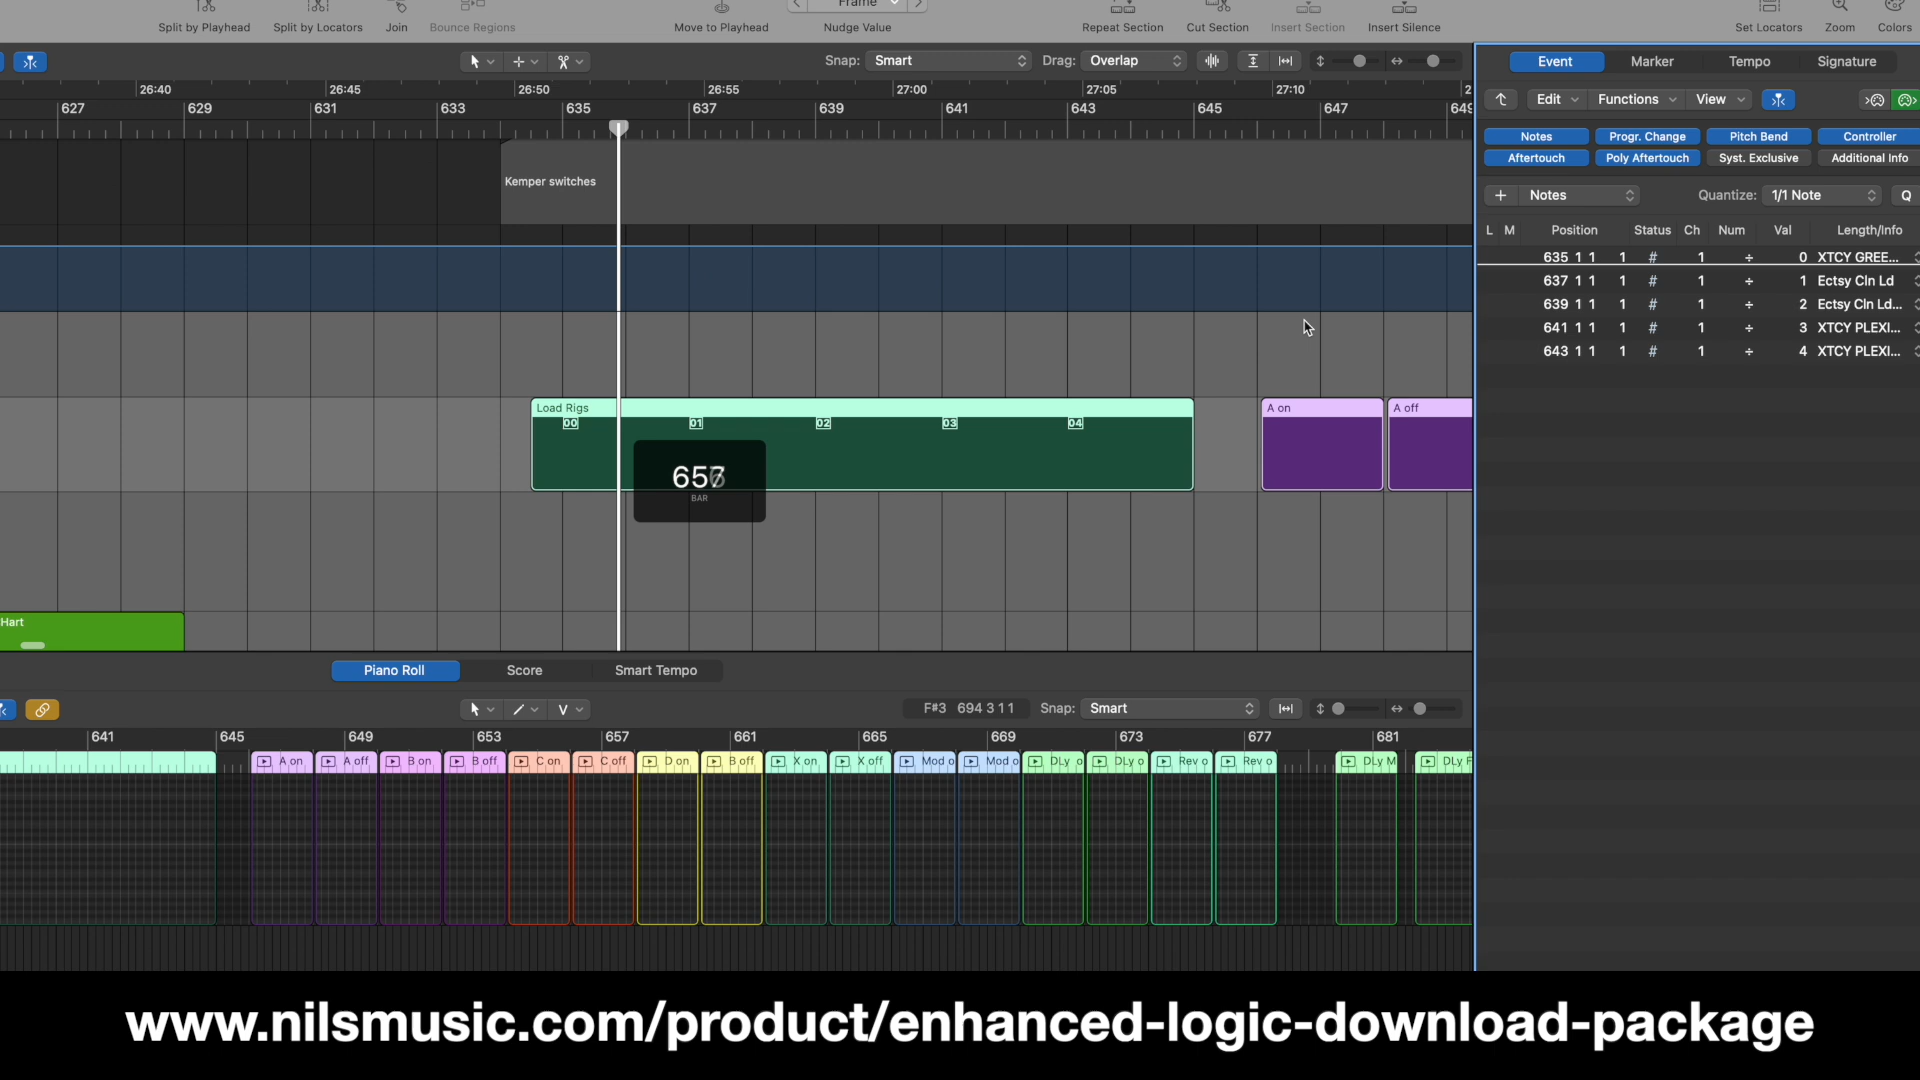 Split by Playhead Split by Locators Join Bounce Regions Move to Playhead Frame Nudge Value Repeat Section Cut Section Insert Section Insert Silence Set Locators Zoom Colors
Snap: Smart Drag: Overlap
Event Marker Tempo Signature
26:40 26:45 26:50 26:55 27:00 27:05 27:10
627 629 631 633 635 637 639 641 643 645 647 649
Edit Functions View
Notes Progr. Change Pitch Bend Controller
Aftertouch Poly Aftertouch Syst. Exclusive Additional Info
Kemper switches
+ Notes Quantize: 1/1 Note Q
L M Position Status Ch Num Val Length/Info
635 1 1 1 # 1 ÷ 0 XTCY GREE...
637 1 1 1 # 1 ÷ 1 Ectsy Cln Ld
639 1 1 1 # 1 ÷ 2 Ectsy Cln Ld...
641 1 1 1 # 1 ÷ 3 XTCY PLEXI...
643 1 1 1 # 1 ÷ 4 XTCY PLEXI...
Load Rigs A on A off
00 01 02 03 04
BAR
Hart
Piano Roll Score Smart Tempo
F#3 694 3 1 1 Snap: Smart
641 645 649 653 657 661 665 669 673 677 681
A on A off B on B off C on C off D on B off X on X off Mod o Mod o DLy o DLy o Rev o Rev o DLy M DLy F
www.nilsmusic.com/product/enhanced-logic-download-package